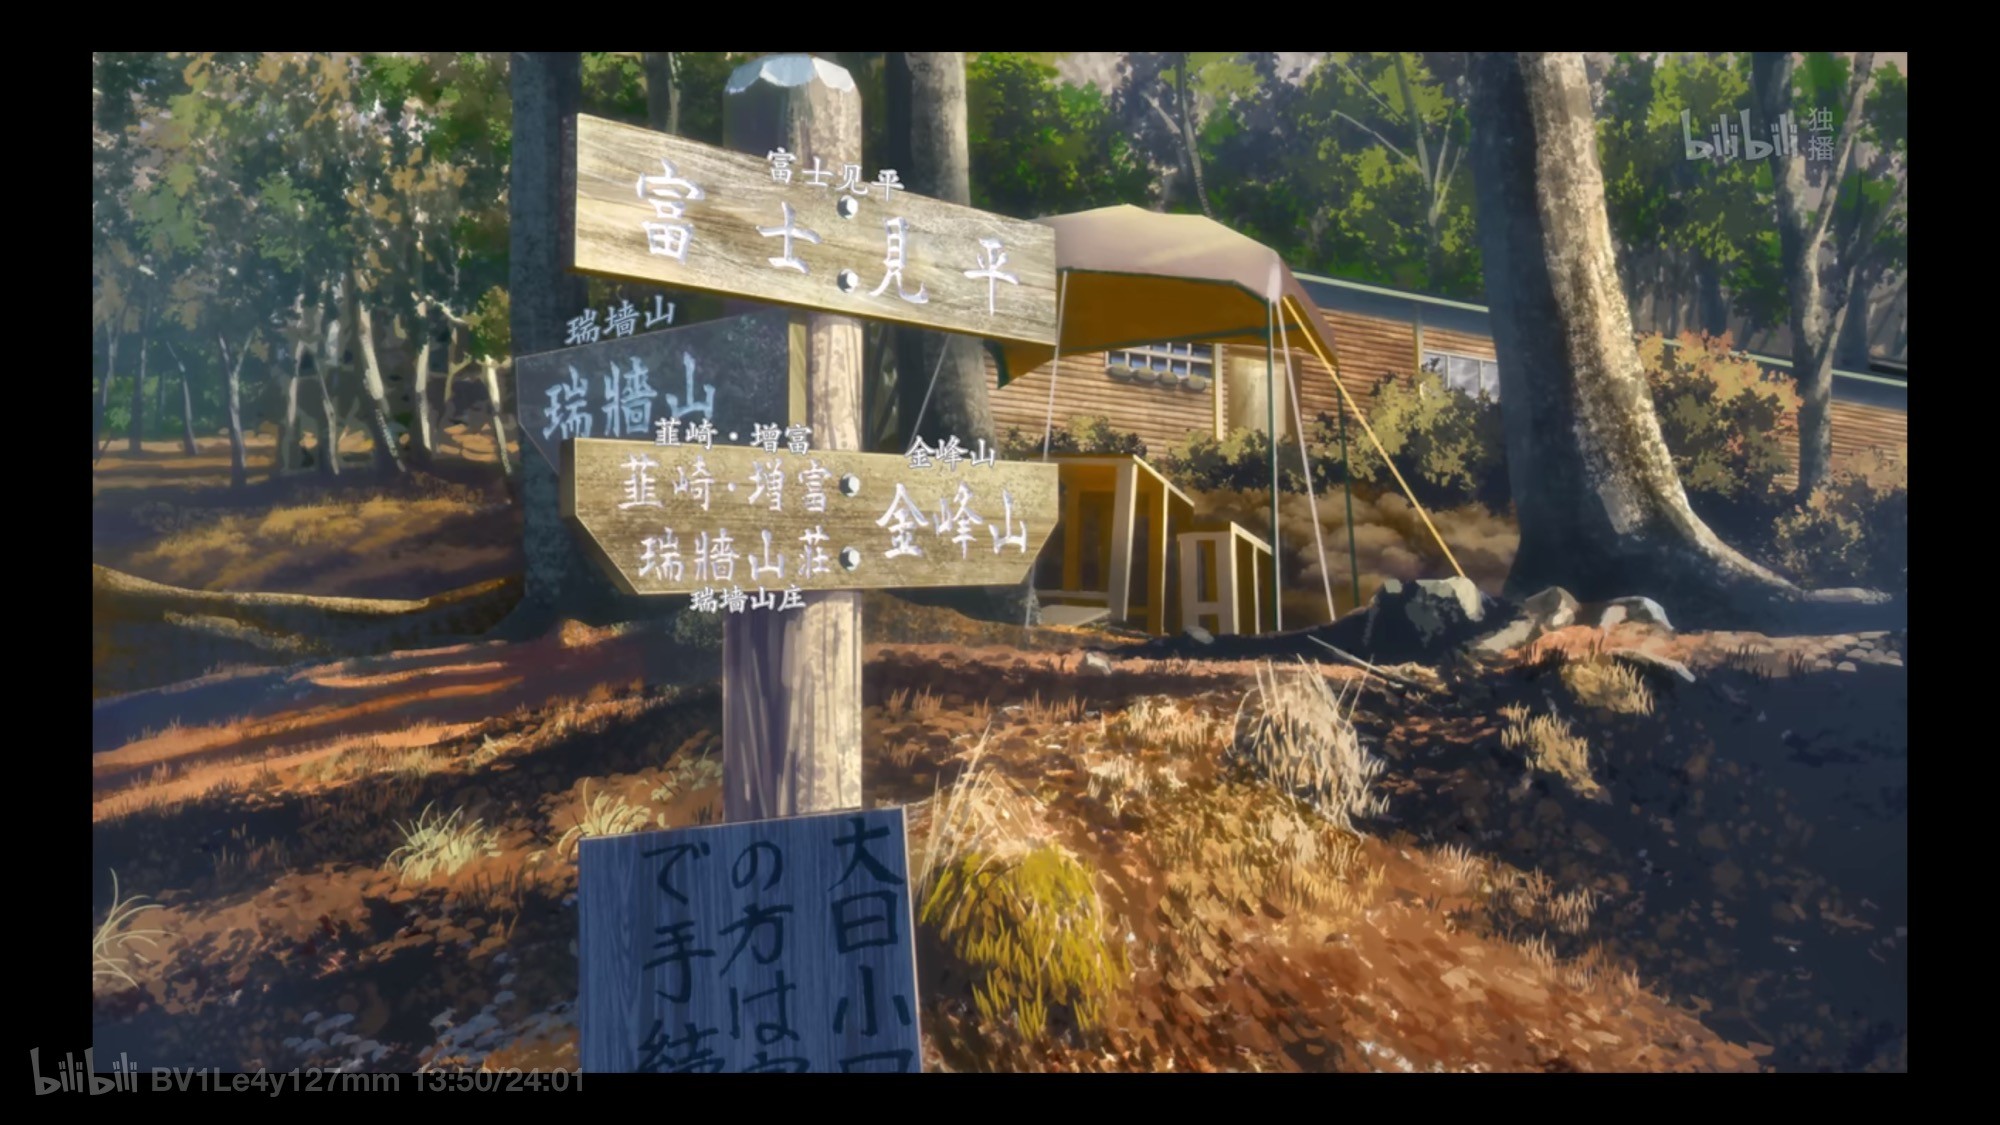 bilibili 独播
富士见平
富士見平
瑞墙山
瑞牆山
韮崎・增富
金峰山
韮崎・増富
金峰山
瑞牆山荘
瑞墙山庄
大日小
の方は
で手続
bilibili BV1Le4y127mm 13:50/24:01